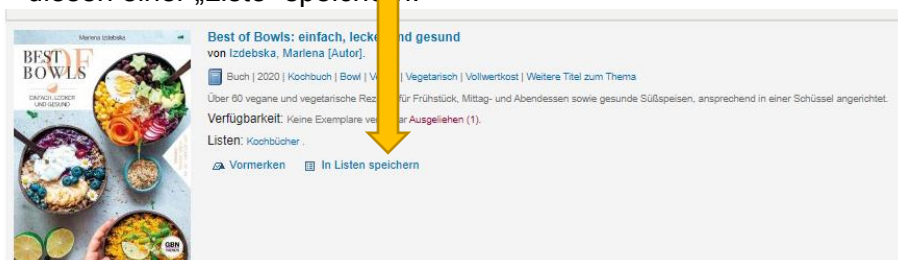 diesen einer „Liste“ speichern.
Best of Bowls: einfach, lecker und gesund
von Izdebska, Marlena [Autor].
Buch | 2020 | Kochbuch | Bowl | | Vegetarisch | Vollwertkost | Weitere Titel zum Thema
Über 60 vegane und vegetarische für Frühstück, Mittag- und Abendessen sowie gesunde Süßspeisen, ansprechend in einer Schüssel angerichtet.
Verfügbarkeit: Keine Exemplare Ausgeliehen (1).
Listen: Kochbücher .
Vormerken In Listen speichern
Marlena Izdebska
BEST OF
BOWLS
EINFACH, LECKER
UND GESUND
GBN